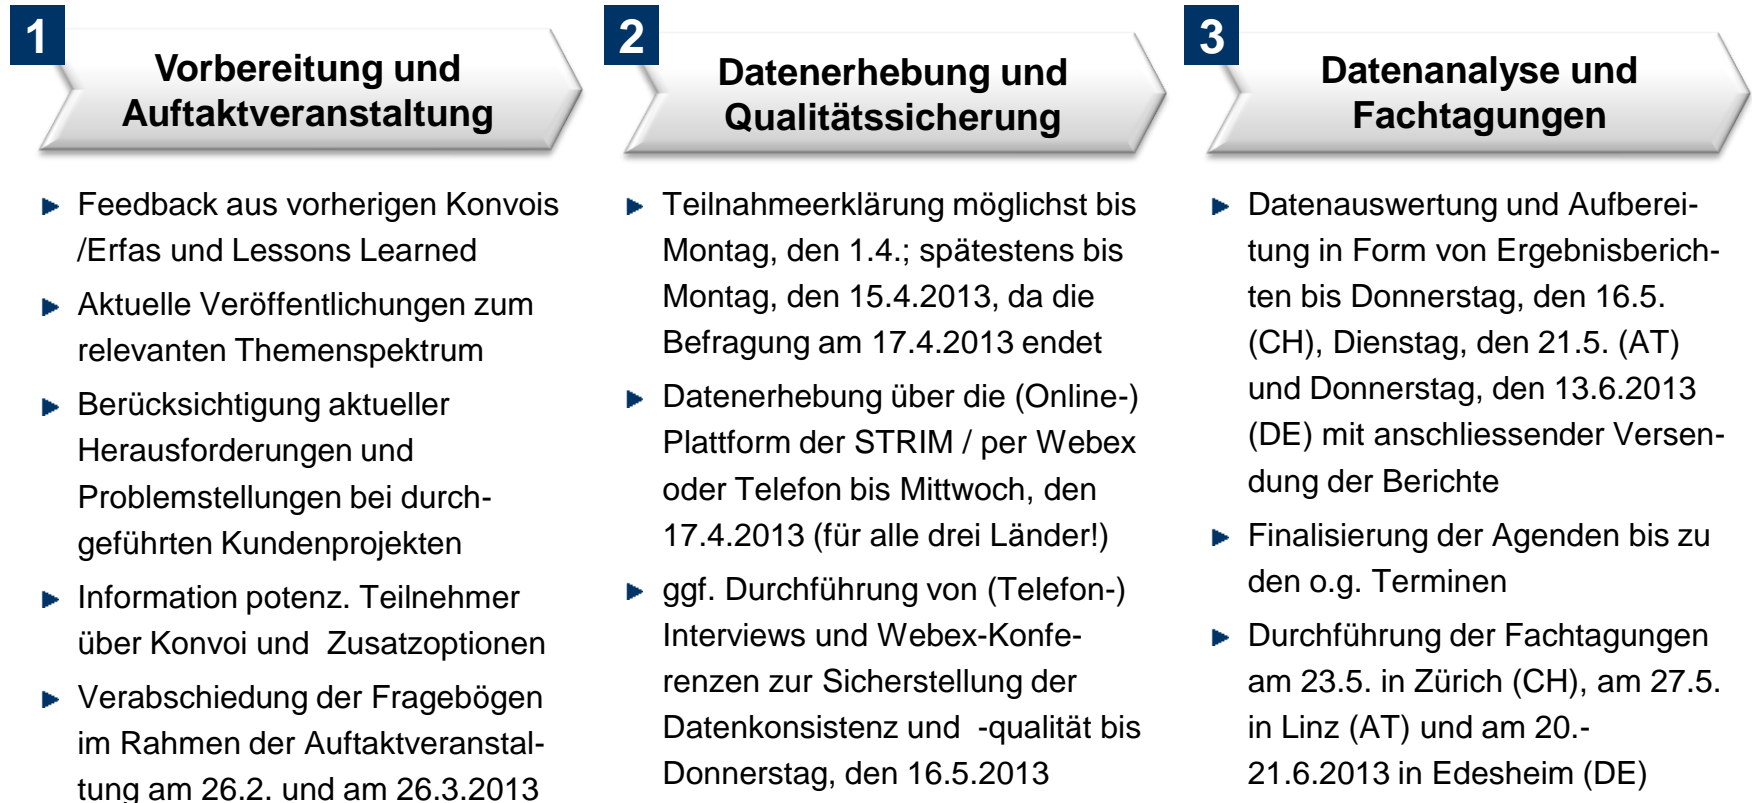 1
Vorbereitung und
Auftaktveranstaltung
► Feedback aus vorherigen Konvois
/Erfas und Lessons Learned
► Aktuelle Veröffentlichungen zum
relevanten Themenspektrum
► Berücksichtigung aktueller
Herausforderungen und
Problemstellungen bei durch-
geführten Kundenprojekten
► Information potenz. Teilnehmer
über Konvoi und Zusatzoptionen
► Verabschiedung der Fragebögen
im Rahmen der Auftaktveranstal-
tung am 26.2. und am 26.3.2013
2
Datenerhebung und
Qualitätssicherung
► Teilnahmeerklärung möglichst bis
Montag, den 1.4.; spätestens bis
Montag, den 15.4.2013, da die
Befragung am 17.4.2013 endet
► Datenerhebung über die (Online-)
Plattform der STRIM / per Webex
oder Telefon bis Mittwoch, den
17.4.2013 (für alle drei Länder!)
► ggf. Durchführung von (Telefon-)
Interviews und Webex-Konfe-
renzen zur Sicherstellung der
Datenkonsistenz und -qualität bis
Donnerstag, den 16.5.2013
3
Datenanalyse und
Fachtagungen
► Datenauswertung und Aufberei-
tung in Form von Ergebnisberich-
ten bis Donnerstag, den 16.5.
(CH), Dienstag, den 21.5. (AT)
und Donnerstag, den 13.6.2013
(DE) mit anschliessender Versen-
dung der Berichte
► Finalisierung der Agenden bis zu
den o.g. Terminen
► Durchführung der Fachtagungen
am 23.5. in Zürich (CH), am 27.5.
in Linz (AT) und am 20.-
21.6.2013 in Edesheim (DE)